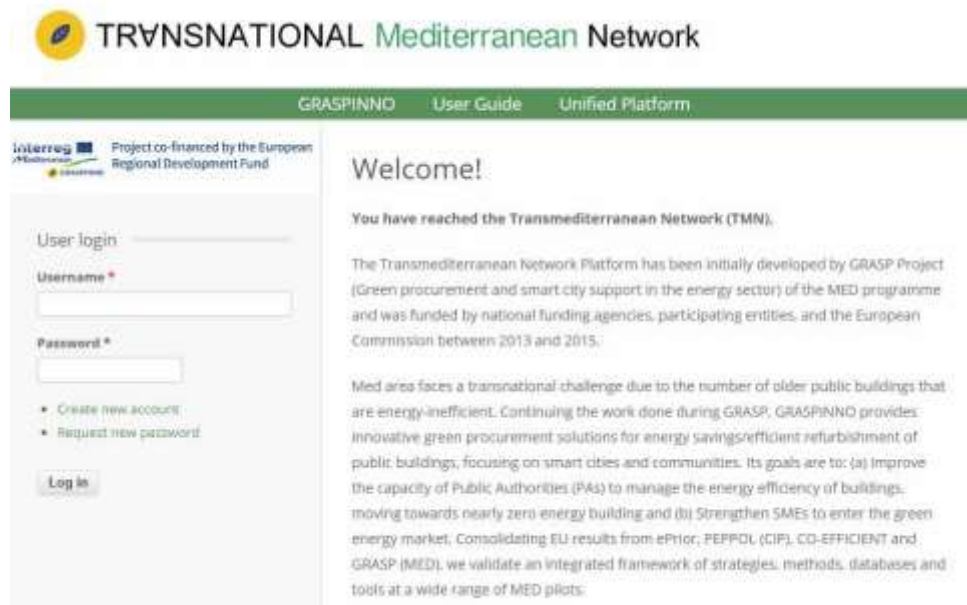 TR∀NSNATIONAL Mediterranean Network
GRASPINNO User Guide Unified Platform
Interreg
Mediterranean
Project co-financed by the European
Regional Development Fund
User login
Username *
Password *
Create new account
Request new password
Log in
Welcome!
You have reached the Transmediterranean Network (TMN).
The Transmediterranean Network Platform has been initially developed by GRASP Project
(Green procurement and smart city support in the energy sector) of the MED programme
and was funded by national funding agencies, participating entities, and the European
Commission between 2013 and 2015.
Med area faces a transnational challenge due to the number of older public buildings that
are energy-inefficient. Continuing the work done during GRASP, GRASPINNO provides
innovative green procurement solutions for energy savings/efficient refurbishment of
public buildings, focusing on smart cities and communities. Its goals are to: (a) Improve
the capacity of Public Authorities (PAs) to manage the energy efficiency of buildings,
moving towards nearly zero energy building and (b) Strengthen SMEs to enter the green
energy market. Consolidating EU results from ePrior, PEPPOL (CIP), CO-EFFICIENT and
GRASP (MED), we validate an integrated framework of strategies, methods, databases and
tools at a wide range of MED pilots.